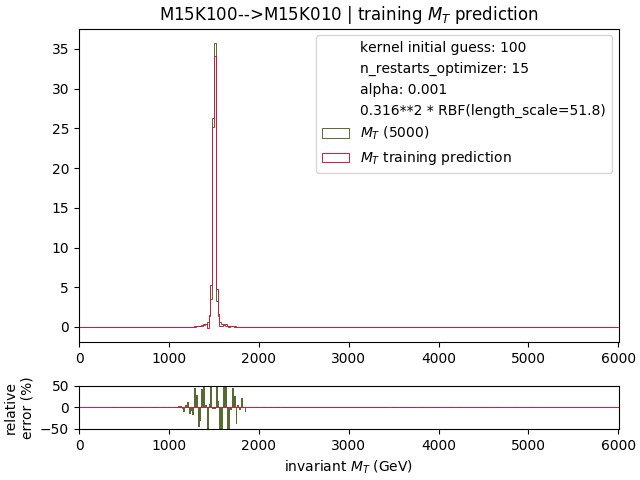 M15K100-->M15K010 | training M_T prediction
kernel initial guess: 100
n_restarts_optimizer: 15
alpha: 0.001
0.316**2 * RBF(length_scale=51.8)
M_T (5000)
M_T training prediction
35
30
25
20
15
10
5
0
0 1000 2000 3000 4000 5000 6000
relative
error (%)
50
0
−50
0 1000 2000 3000 4000 5000 6000
invariant M_T (GeV)